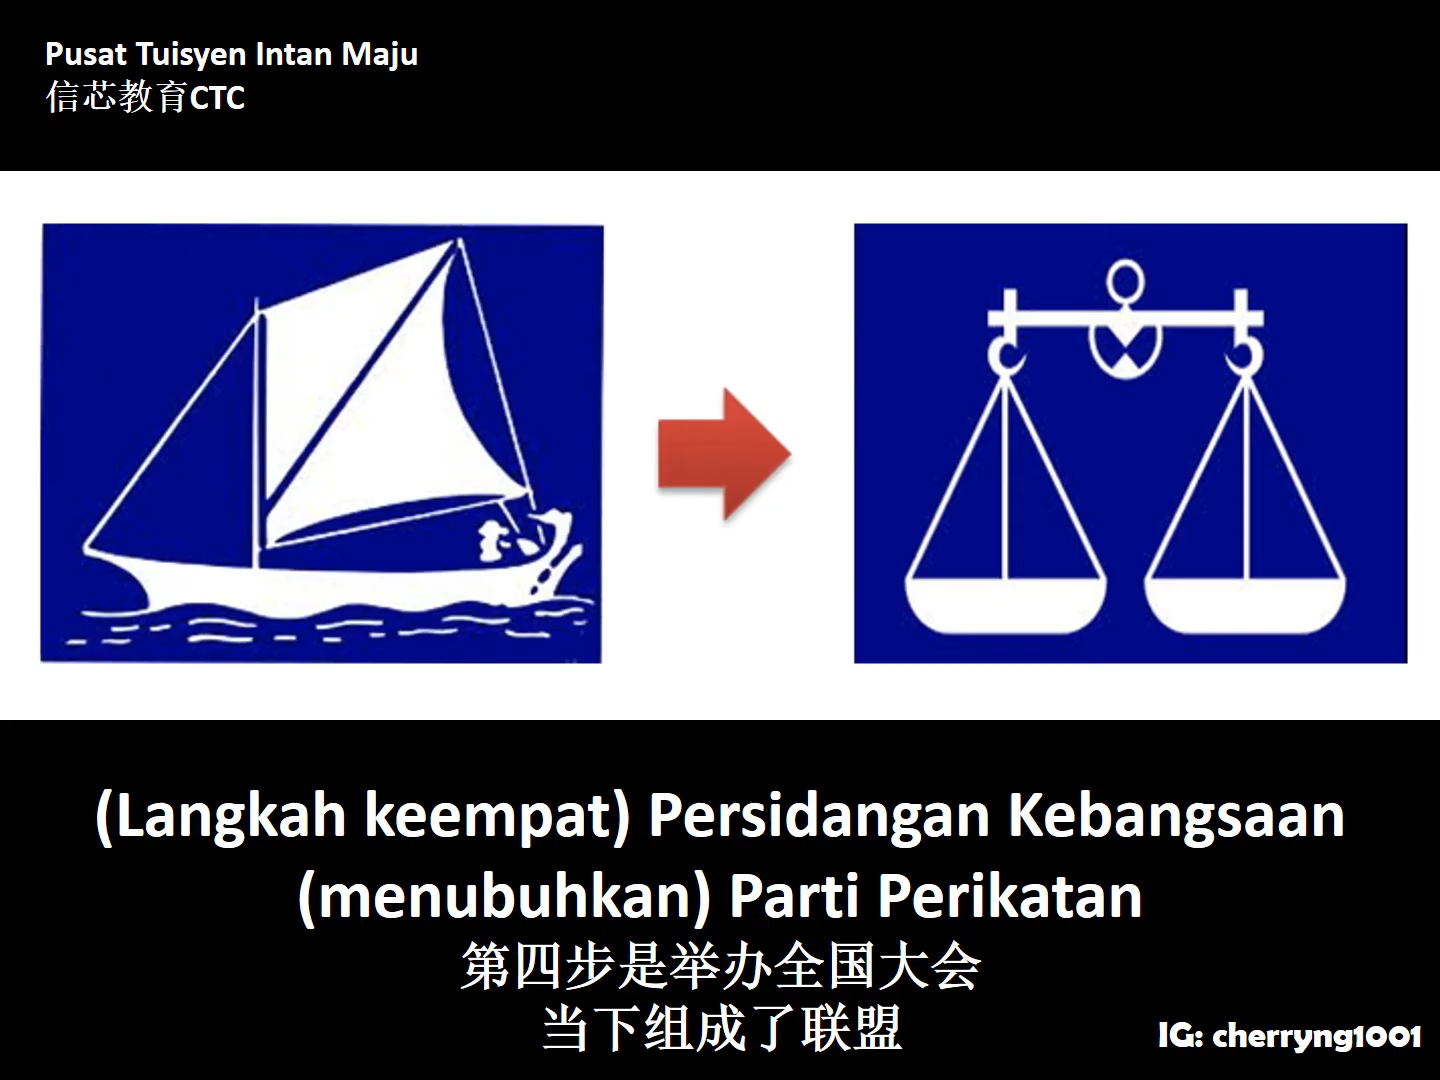 Pusat Tuisyen Intan Maju
信芯教育CTC
(Langkah keempat) Persidangan Kebangsaan
(menubuhkan) Parti Perikatan
第四步是举办全国大会
当下组成了联盟
IG: cherryng1001